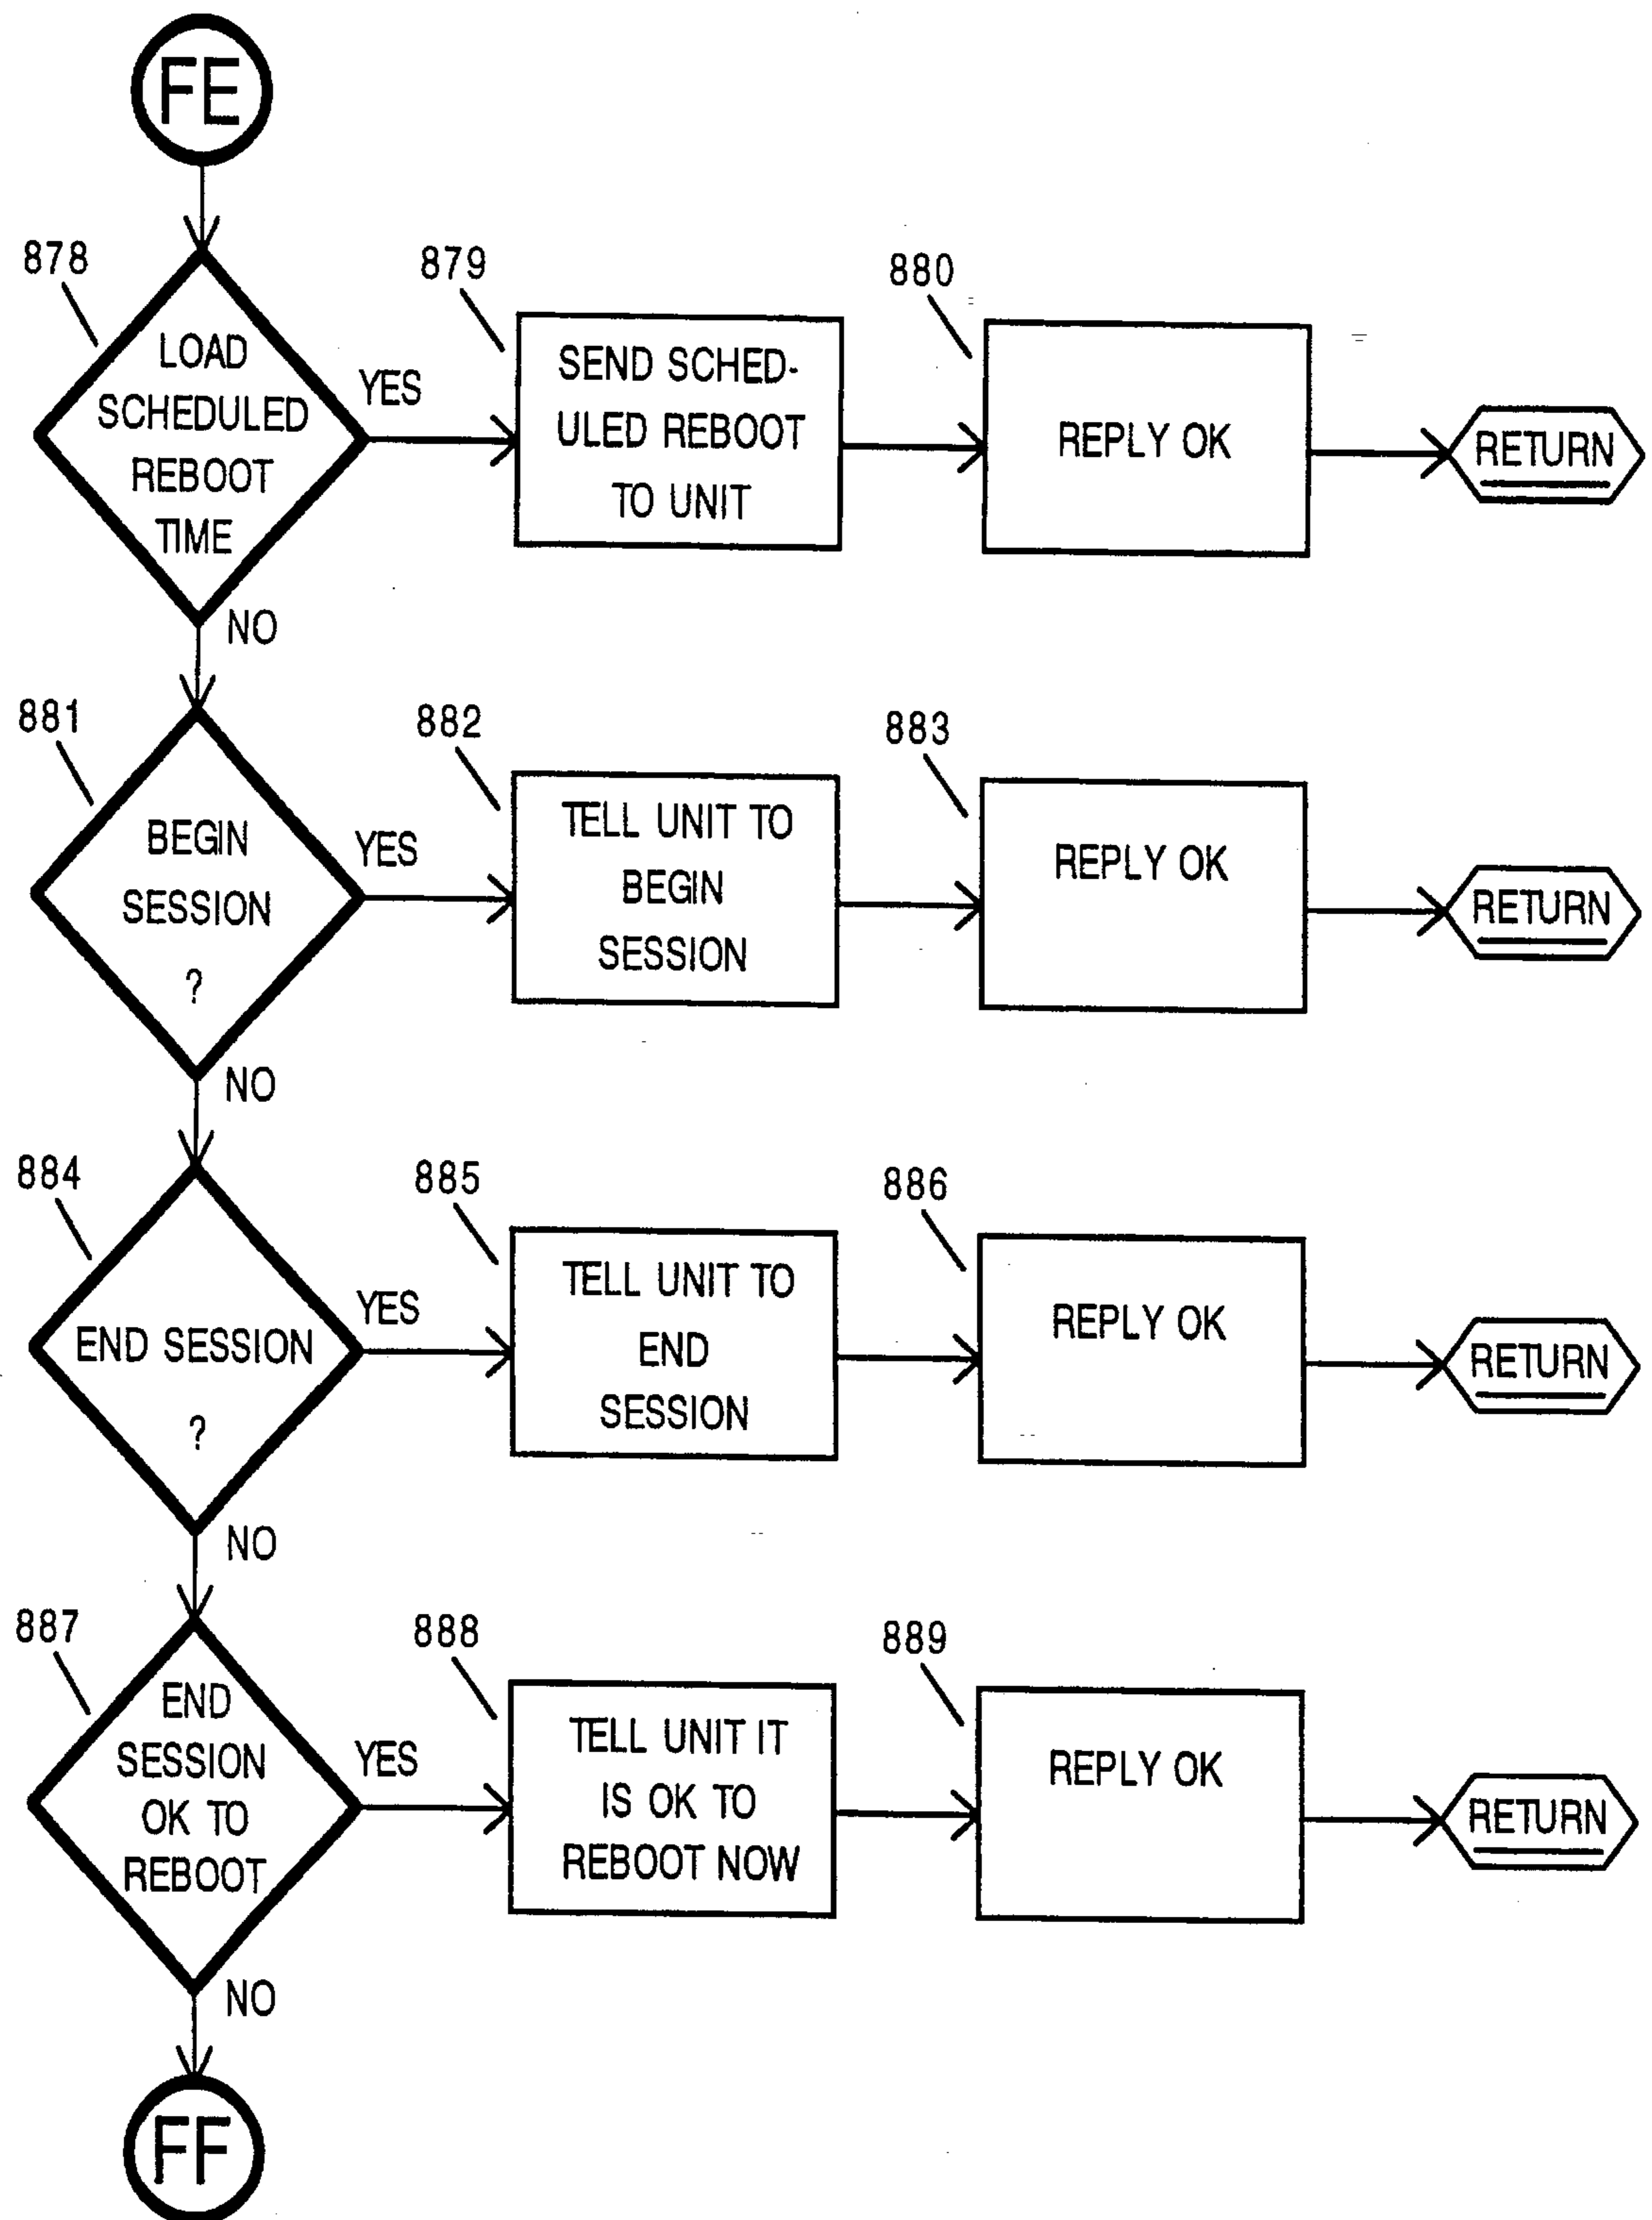 FE
878
LOAD
SCHEDULED
REBOOT
TIME
YES
879
SEND SCHED-
ULED REBOOT
TO UNIT
880
REPLY OK
RETURN
NO
881
BEGIN
SESSION
?
YES
882
TELL UNIT TO
BEGIN
SESSION
883
REPLY OK
RETURN
NO
884
END SESSION
?
YES
885
TELL UNIT TO
END
SESSION
886
REPLY OK
RETURN
NO
887
END
SESSION
OK TO
REBOOT
YES
888
TELL UNIT IT
IS OK TO
REBOOT NOW
889
REPLY OK
RETURN
NO
FF